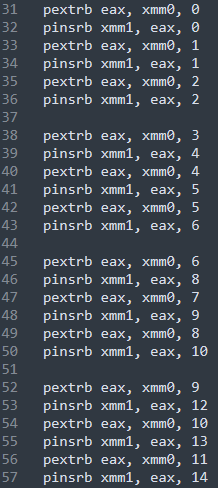 31 pextrb eax, xmm0, 0
32 pinsrb xmm1, eax, 0
33 pextrb eax, xmm0, 1
34 pinsrb xmm1, eax, 1
35 pextrb eax, xmm0, 2
36 pinsrb xmm1, eax, 2
37
38 pextrb eax, xmm0, 3
39 pinsrb xmm1, eax, 4
40 pextrb eax, xmm0, 4
41 pinsrb xmm1, eax, 5
42 pextrb eax, xmm0, 5
43 pinsrb xmm1, eax, 6
44
45 pextrb eax, xmm0, 6
46 pinsrb xmm1, eax, 8
47 pextrb eax, xmm0, 7
48 pinsrb xmm1, eax, 9
49 pextrb eax, xmm0, 8
50 pinsrb xmm1, eax, 10
51
52 pextrb eax, xmm0, 9
53 pinsrb xmm1, eax, 12
54 pextrb eax, xmm0, 10
55 pinsrb xmm1, eax, 13
56 pextrb eax, xmm0, 11
57 pinsrb xmm1, eax, 14